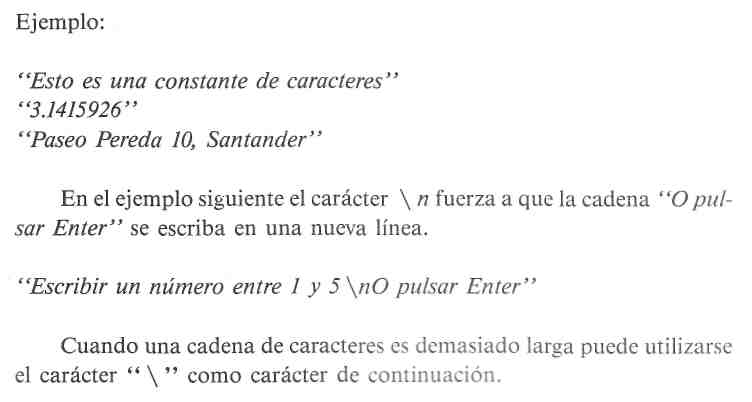 Ejemplo:
‘‘Esto es una constante de caracteres’’
‘‘3.1415926’’
‘‘Paseo Pereda 10, Santander’’
En el ejemplo siguiente el carácter \ n fuerza a que la cadena ‘‘O pul-
sar Enter’’ se escriba en una nueva línea.
‘‘Escribir un número entre 1 y 5 \nO pulsar Enter’’
Cuando una cadena de caracteres es demasiado larga puede utilizarse
el carácter ‘‘ \ ’’ como carácter de continuación.